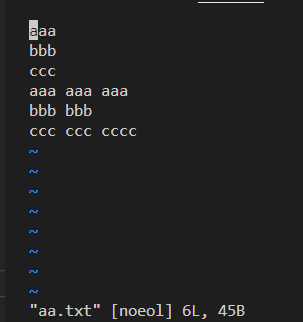 aaa
bbb
ccc
aaa aaa aaa
bbb bbb
ccc ccc cccc
~
~
~
~
~
~
~
~
"aa.txt" [noeol] 6L, 45B